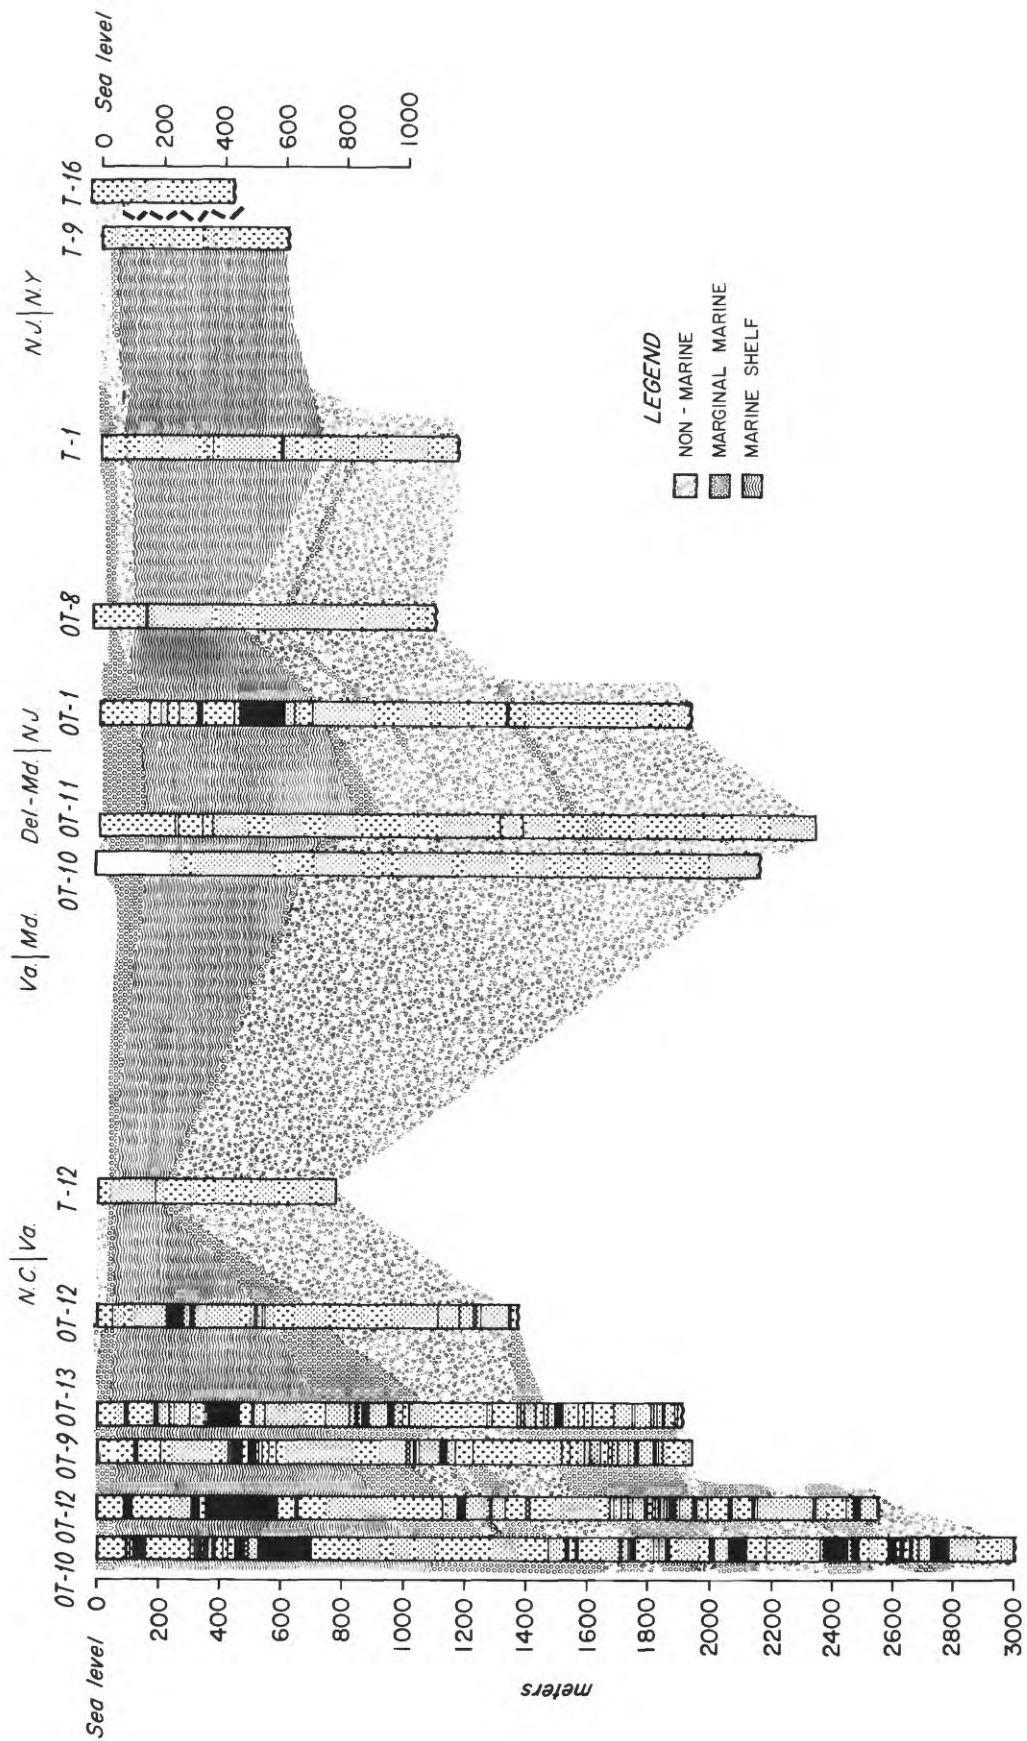 N.C.|Va.
Va.|Md.
Del-Md.|N.J.
N.J.|N.Y
OT-10
OT-12
OT-9
OT-13
OT-12
T-12
OT-10
OT-11
OT-1
OT-8
T-1
T-9
T-16
Sea level
0
200
400
600
800
1000
1200
1400
1600
1800
2000
2200
2400
2600
2800
3000
meters
0 Sea level
200
400
600
800
1000
LEGEND
NON-MARINE
MARGINAL MARINE
MARINE SHELF